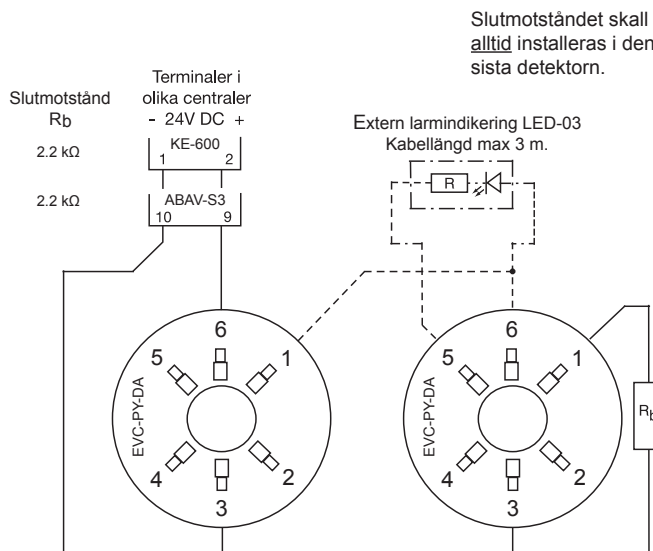 Slutmotståndet skall
alltid installeras i den
sista detektorn.
Terminaler i
olika centraler
- 24V DC +
Slutmotstånd
Rb
2.2 kΩ
KE-600
1 2
2.2 kΩ
ABAV-S3
10 9
Extern larmindikering LED-03
Kabellängd max 3 m.
R
6
5 1
EVC-PY-DA
4 2
3
6
5 1
EVC-PY-DA
4 2
3
Rb